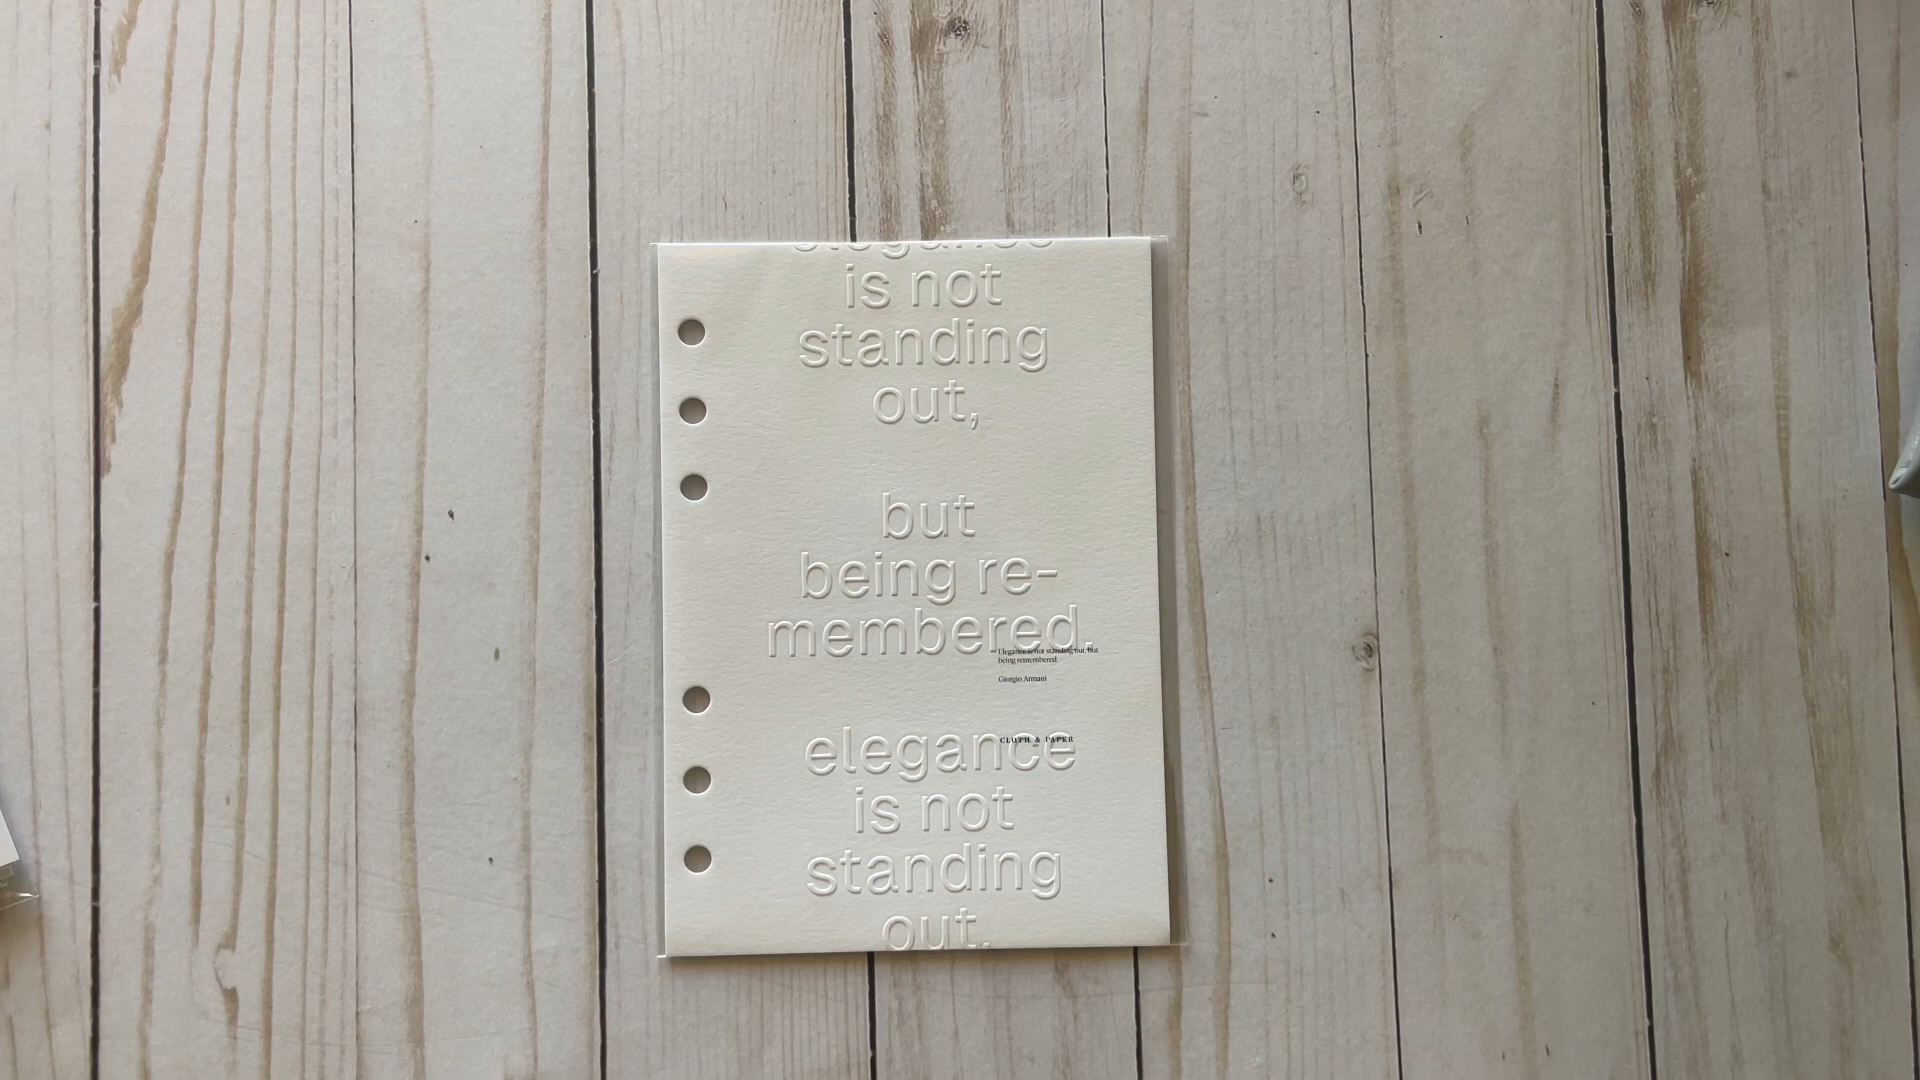 elegance
is not
standing
out,
but
being re-
membered.
Elegance is not standing out, but
being remembered.
Giorgio Armani
CLOTH & PAPER
elegance
is not
standing
out,